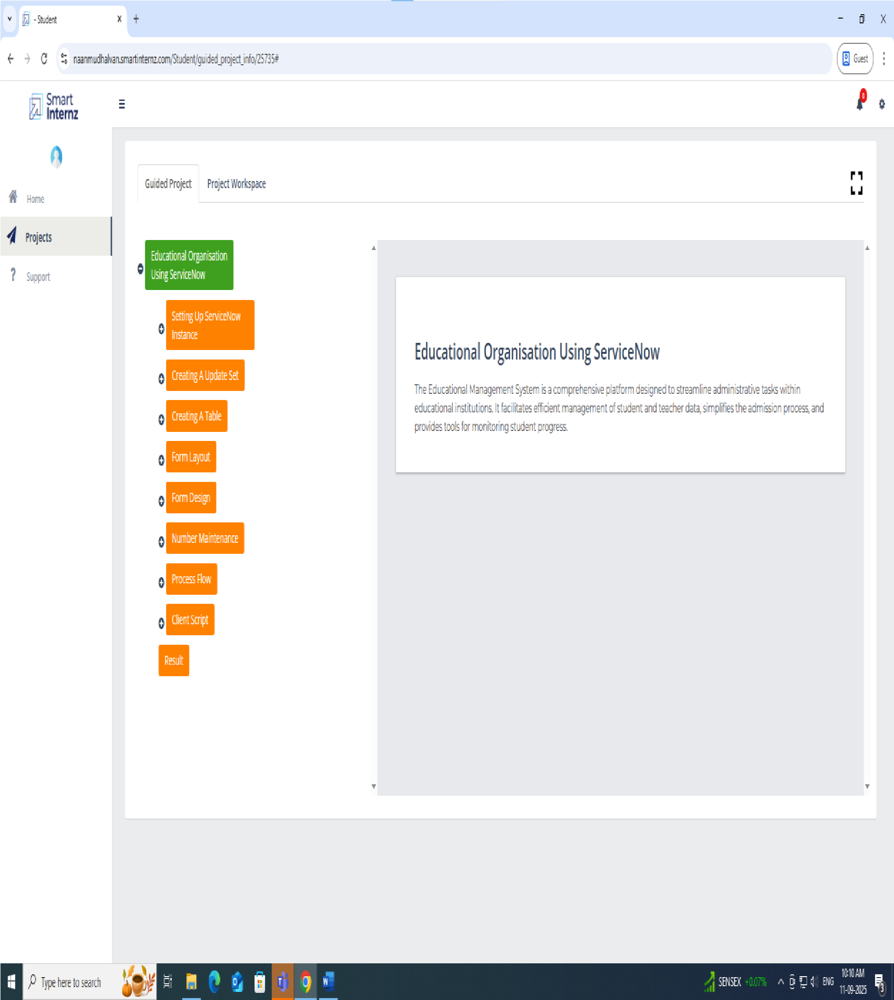 - Student
naanmudhalvan.smartinternz.com/Student/guided_project_info/25735#
Guest
Smart
Internz
Home
Projects
Support
Guided Project
Project Workspace
Educational Organisation
Using ServiceNow
Setting Up ServiceNow
Instance
Creating A Update Set
Creating A Table
Form Layout
Form Design
Number Maintenance
Process Flow
Client Script
Result
Educational Organisation Using ServiceNow
The Educational Management System is a comprehensive platform designed to streamline administrative tasks within
educational institutions. It facilitates efficient management of student and teacher data, simplifies the admission process, and
provides tools for monitoring student progress.
Type here to search
SENSEX +0.07%
ENG
10:10 AM
11-09-2025
3